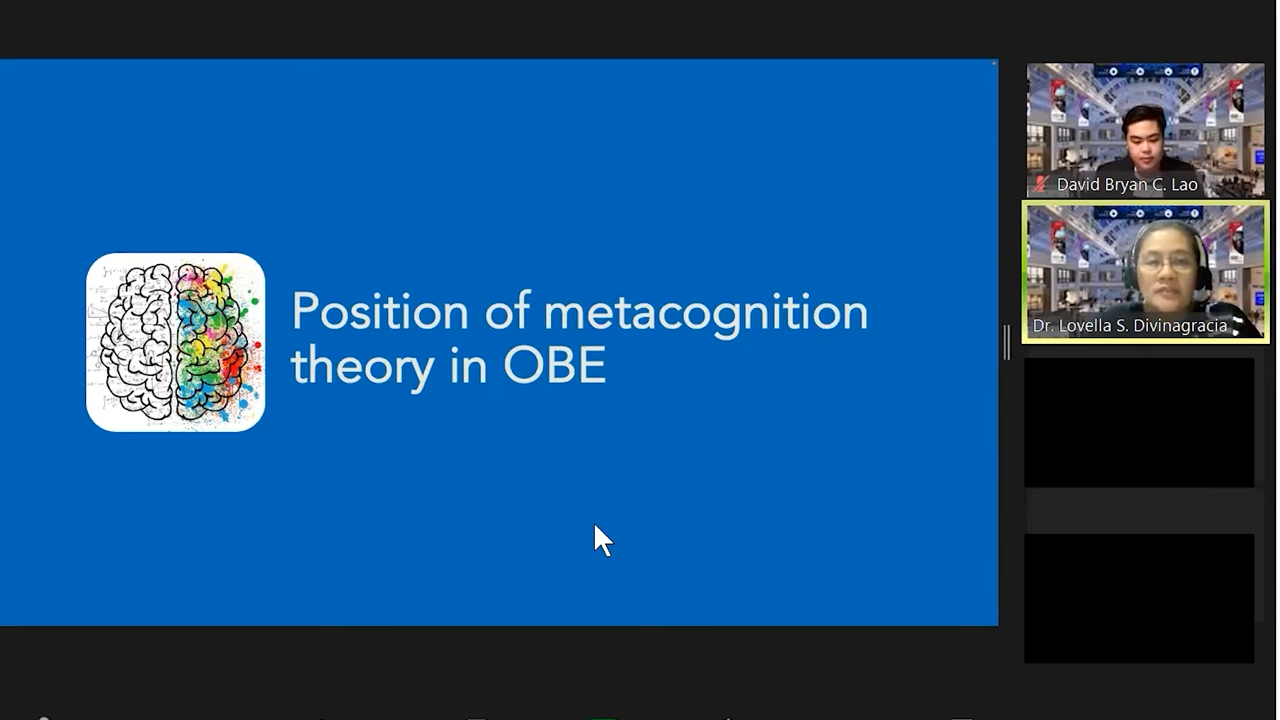 Position of metacognition
theory in OBE
David Bryan C. Lao
Dr. Lovella S. Divinagracia